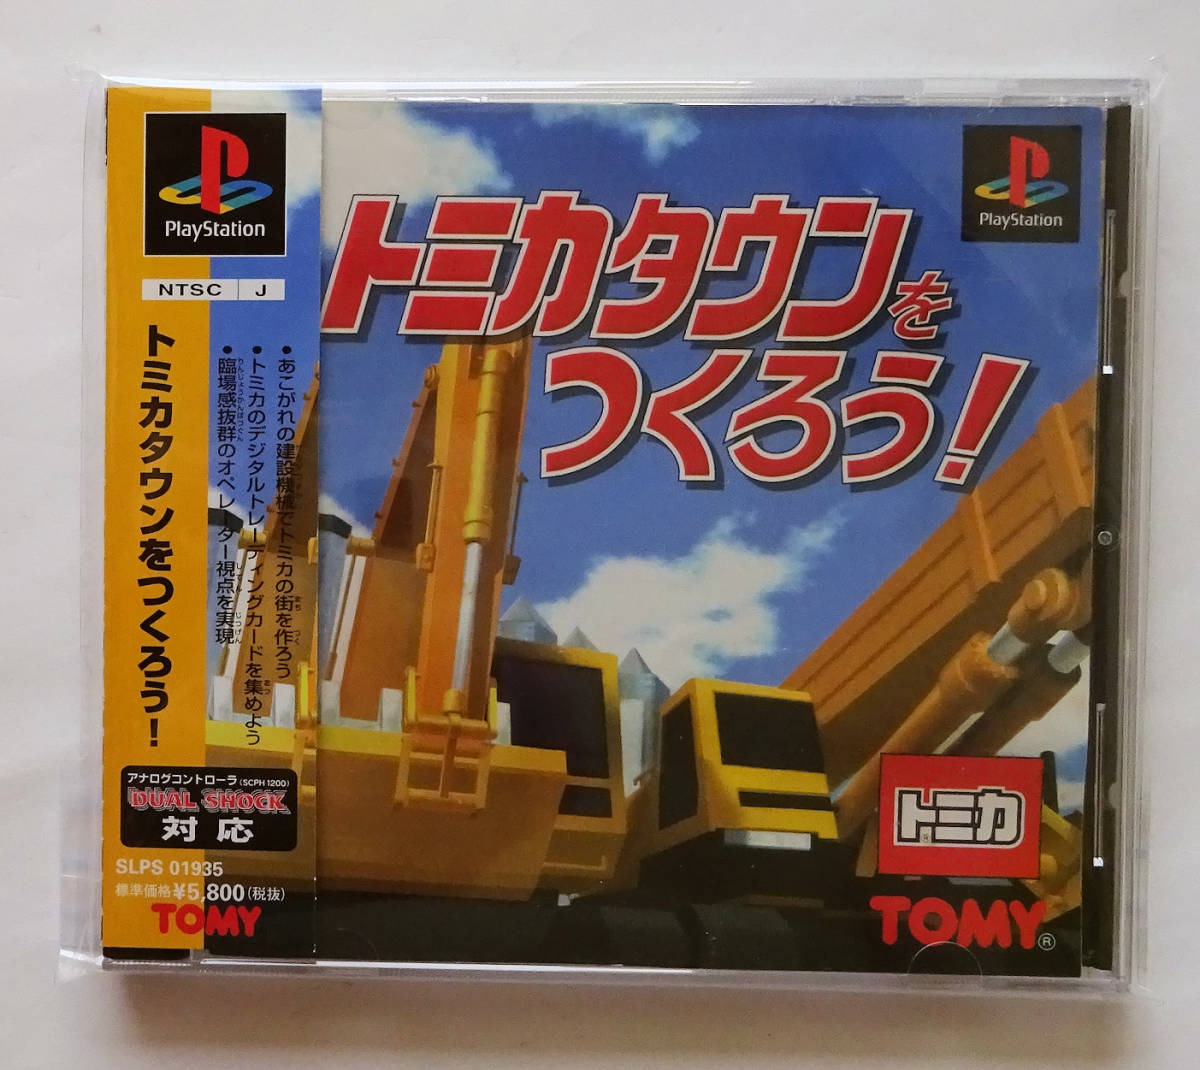 PlayStation
NTSC J
トミカタウンをつくろう!
●あこがれの建設機械でトミカの街を作ろう
●トミカのデジタルトレーディングカードを集めよう
●臨場感抜群のオペレーター視点を実現
アナログコントローラ(SCPH 1200)
DUAL SHOCK
対応
SLPS 01935
標準価格¥5,800(税抜)
TOMY
PlayStation
トミカタウンを
つくろう!
トミカ
TOMY®